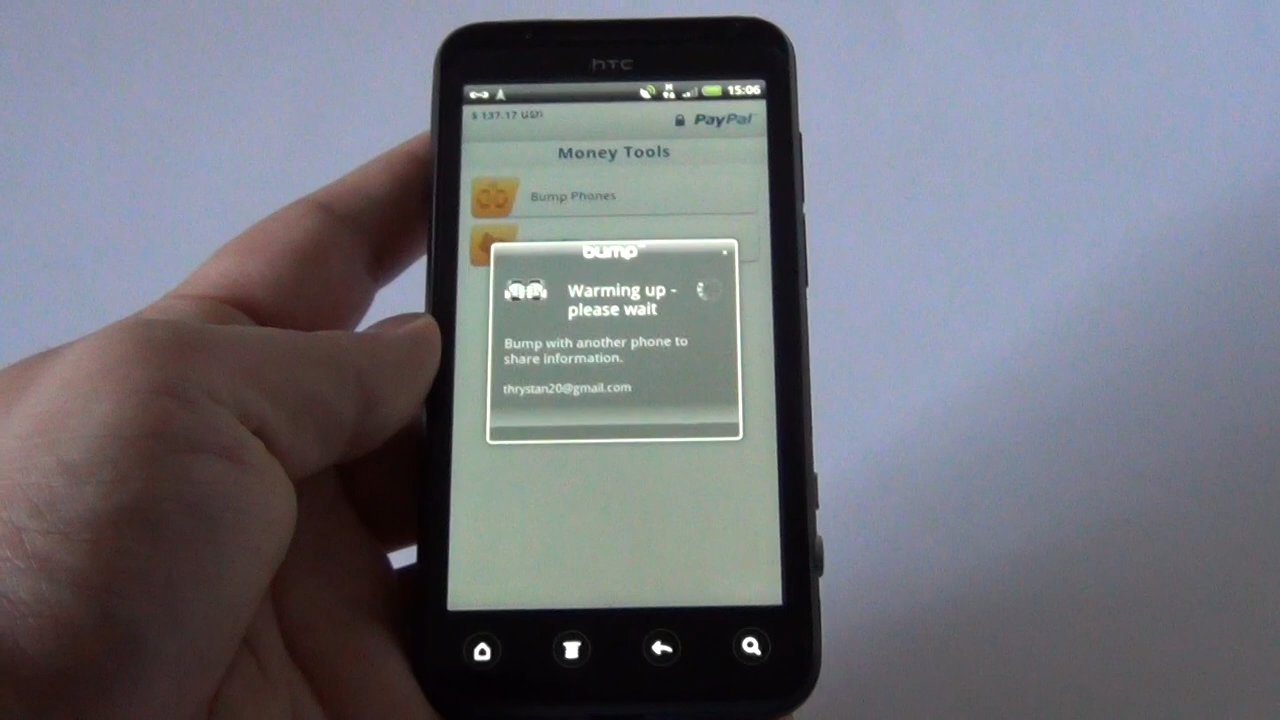 hTC
15:06
$ 137.17 USD
PayPal
Money Tools
Bump Phones
bump™
Warming up -
please wait
Bump with another phone to
share information.
thrystan20@gmail.com